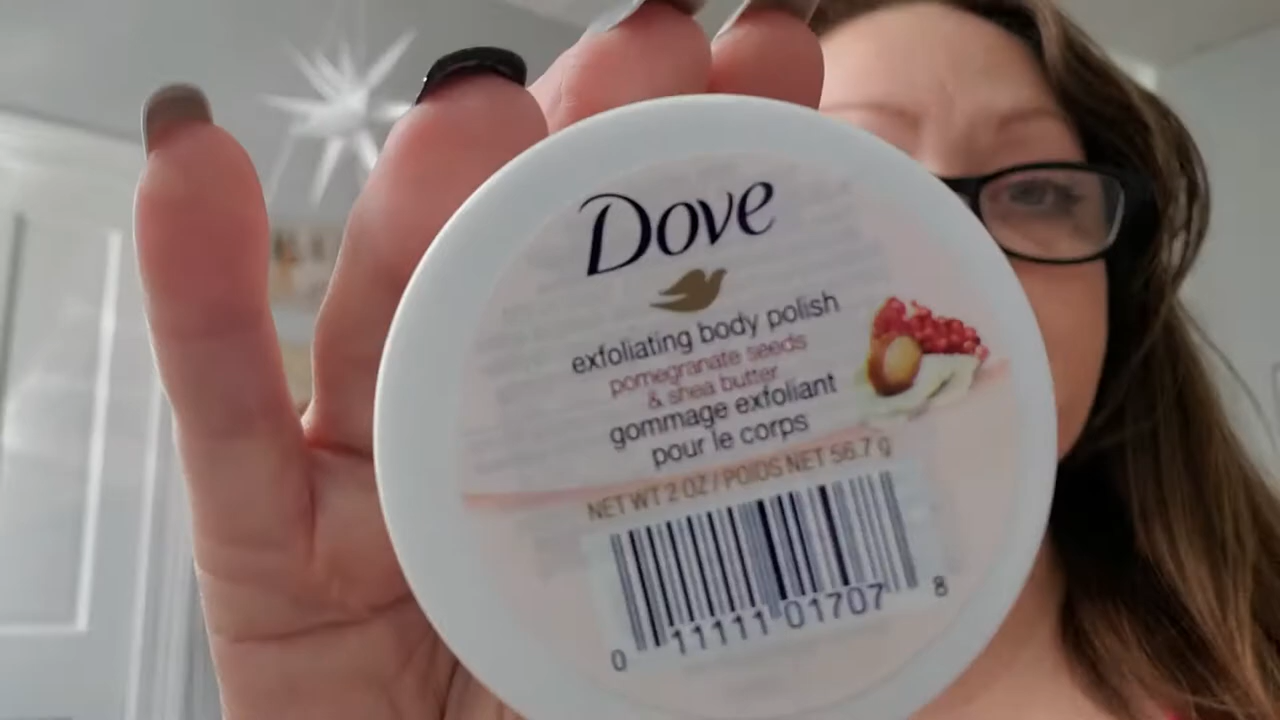 Dove
exfoliating body polish
pomegranate seeds
& shea butter
gommage exfoliant
pour le corps
NET WT 2 OZ / POIDS NET 56.7 g
0 11111 01707 8